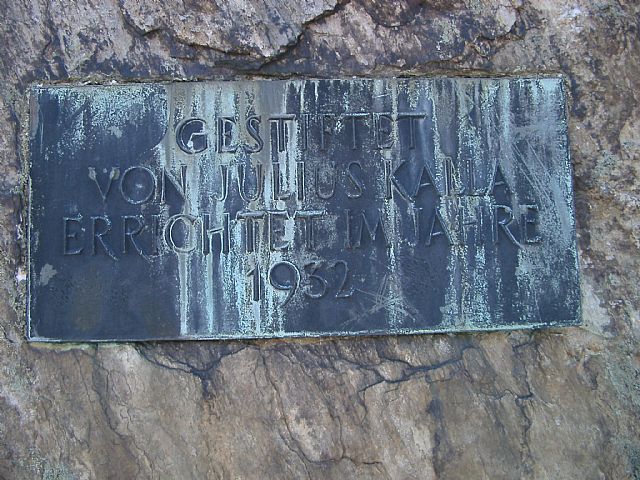 GESTIFTET
VON JULIUS KALLA
ERRICHTET IM JAHRE
1932